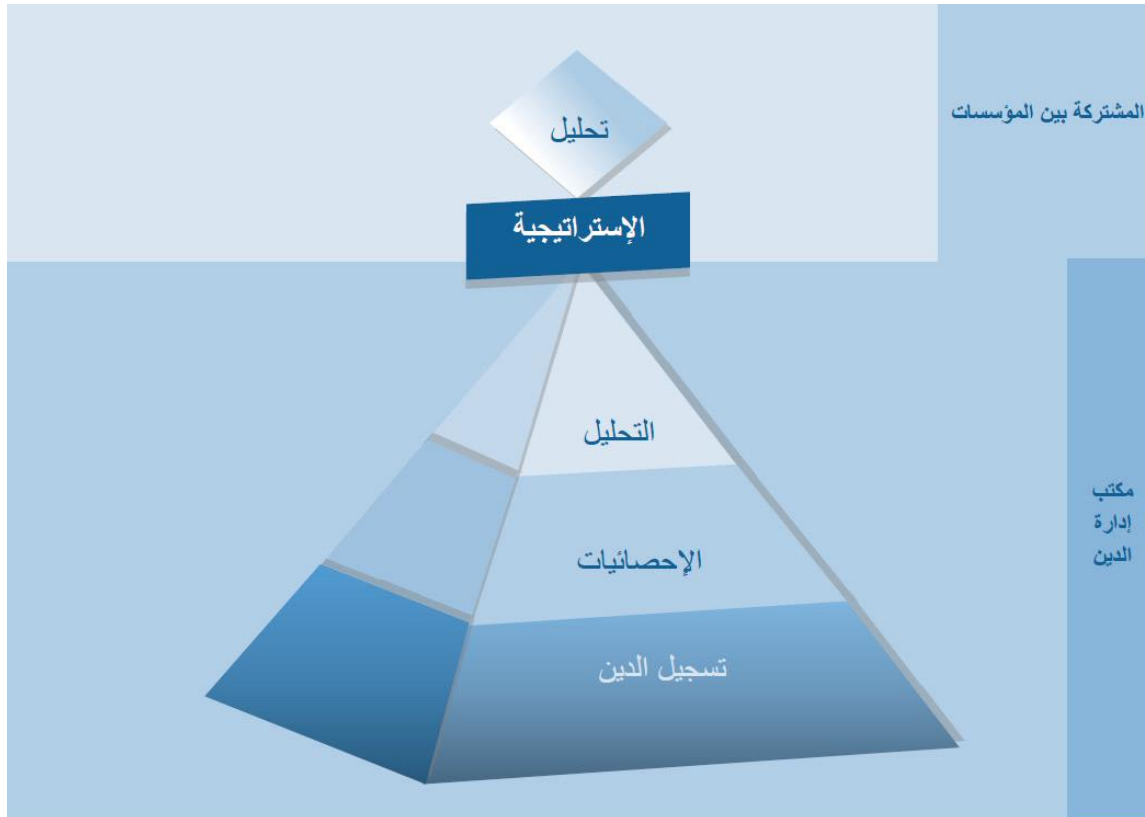 المشتركة بين المؤسسات
تحليل
الإستراتيجية
التحليل
مكتب
إدارة
الدين
الإحصائيات
تسجيل الدين